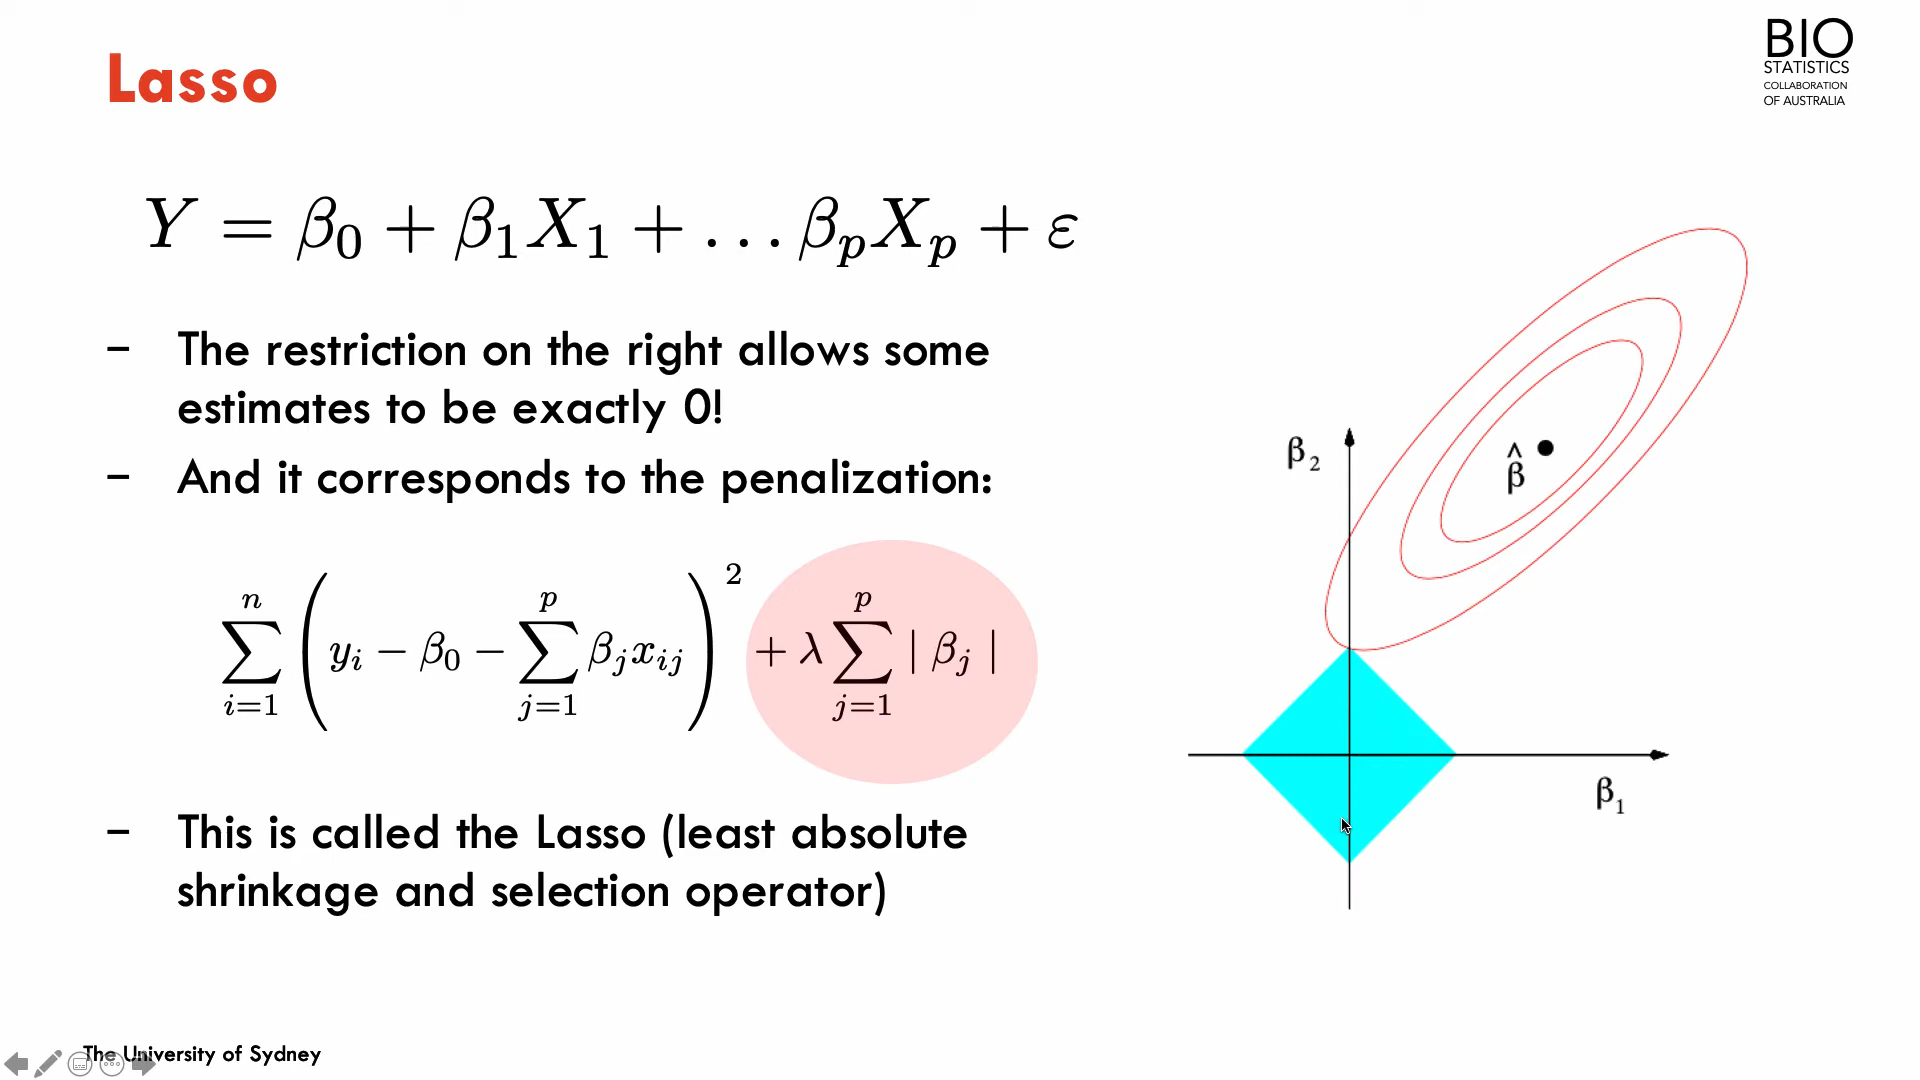 Lasso
BIO
STATISTICS
COLLABORATION
OF AUSTRALIA
Y = β₀ + β₁X₁ + … βₚXₚ + ε
– The restriction on the right allows some
estimates to be exactly 0!
– And it corresponds to the penalization:
∑ᵢ₌₁ⁿ (yᵢ − β₀ − ∑ⱼ₌₁ᵖ βⱼxᵢⱼ)² + λ ∑ⱼ₌₁ᵖ | βⱼ |
– This is called the Lasso (least absolute
shrinkage and selection operator)
β₂
β̂
β₁
The University of Sydney